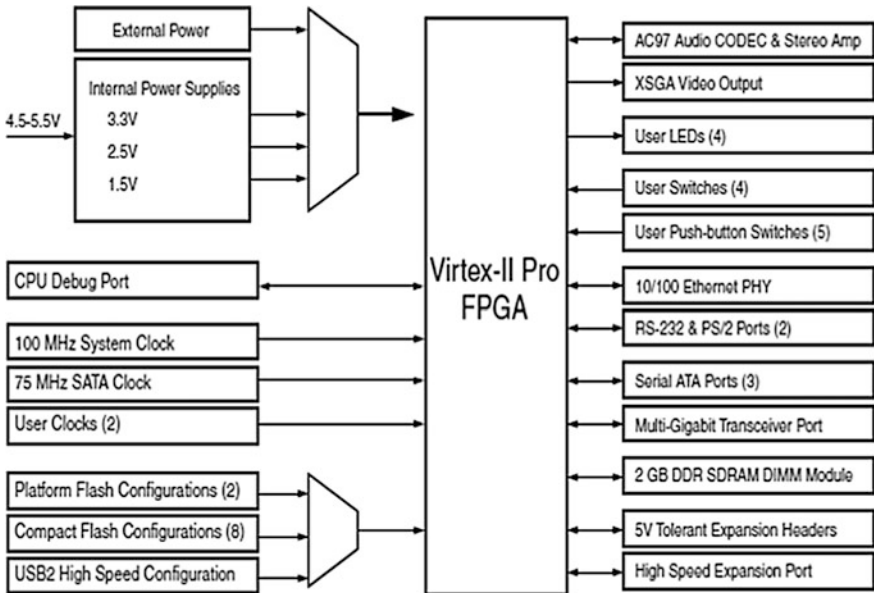 External Power
Internal Power Supplies
4.5-5.5V
3.3V
2.5V
1.5V
CPU Debug Port
100 MHz System Clock
75 MHz SATA Clock
User Clocks (2)
Platform Flash Configurations (2)
Compact Flash Configurations (8)
USB2 High Speed Configuration
Virtex-II Pro
FPGA
AC97 Audio CODEC & Stereo Amp
XSGA Video Output
User LEDs (4)
User Switches (4)
User Push-button Switches (5)
10/100 Ethernet PHY
RS-232 & PS/2 Ports (2)
Serial ATA Ports (3)
Multi-Gigabit Transceiver Port
2 GB DDR SDRAM DIMM Module
5V Tolerant Expansion Headers
High Speed Expansion Port